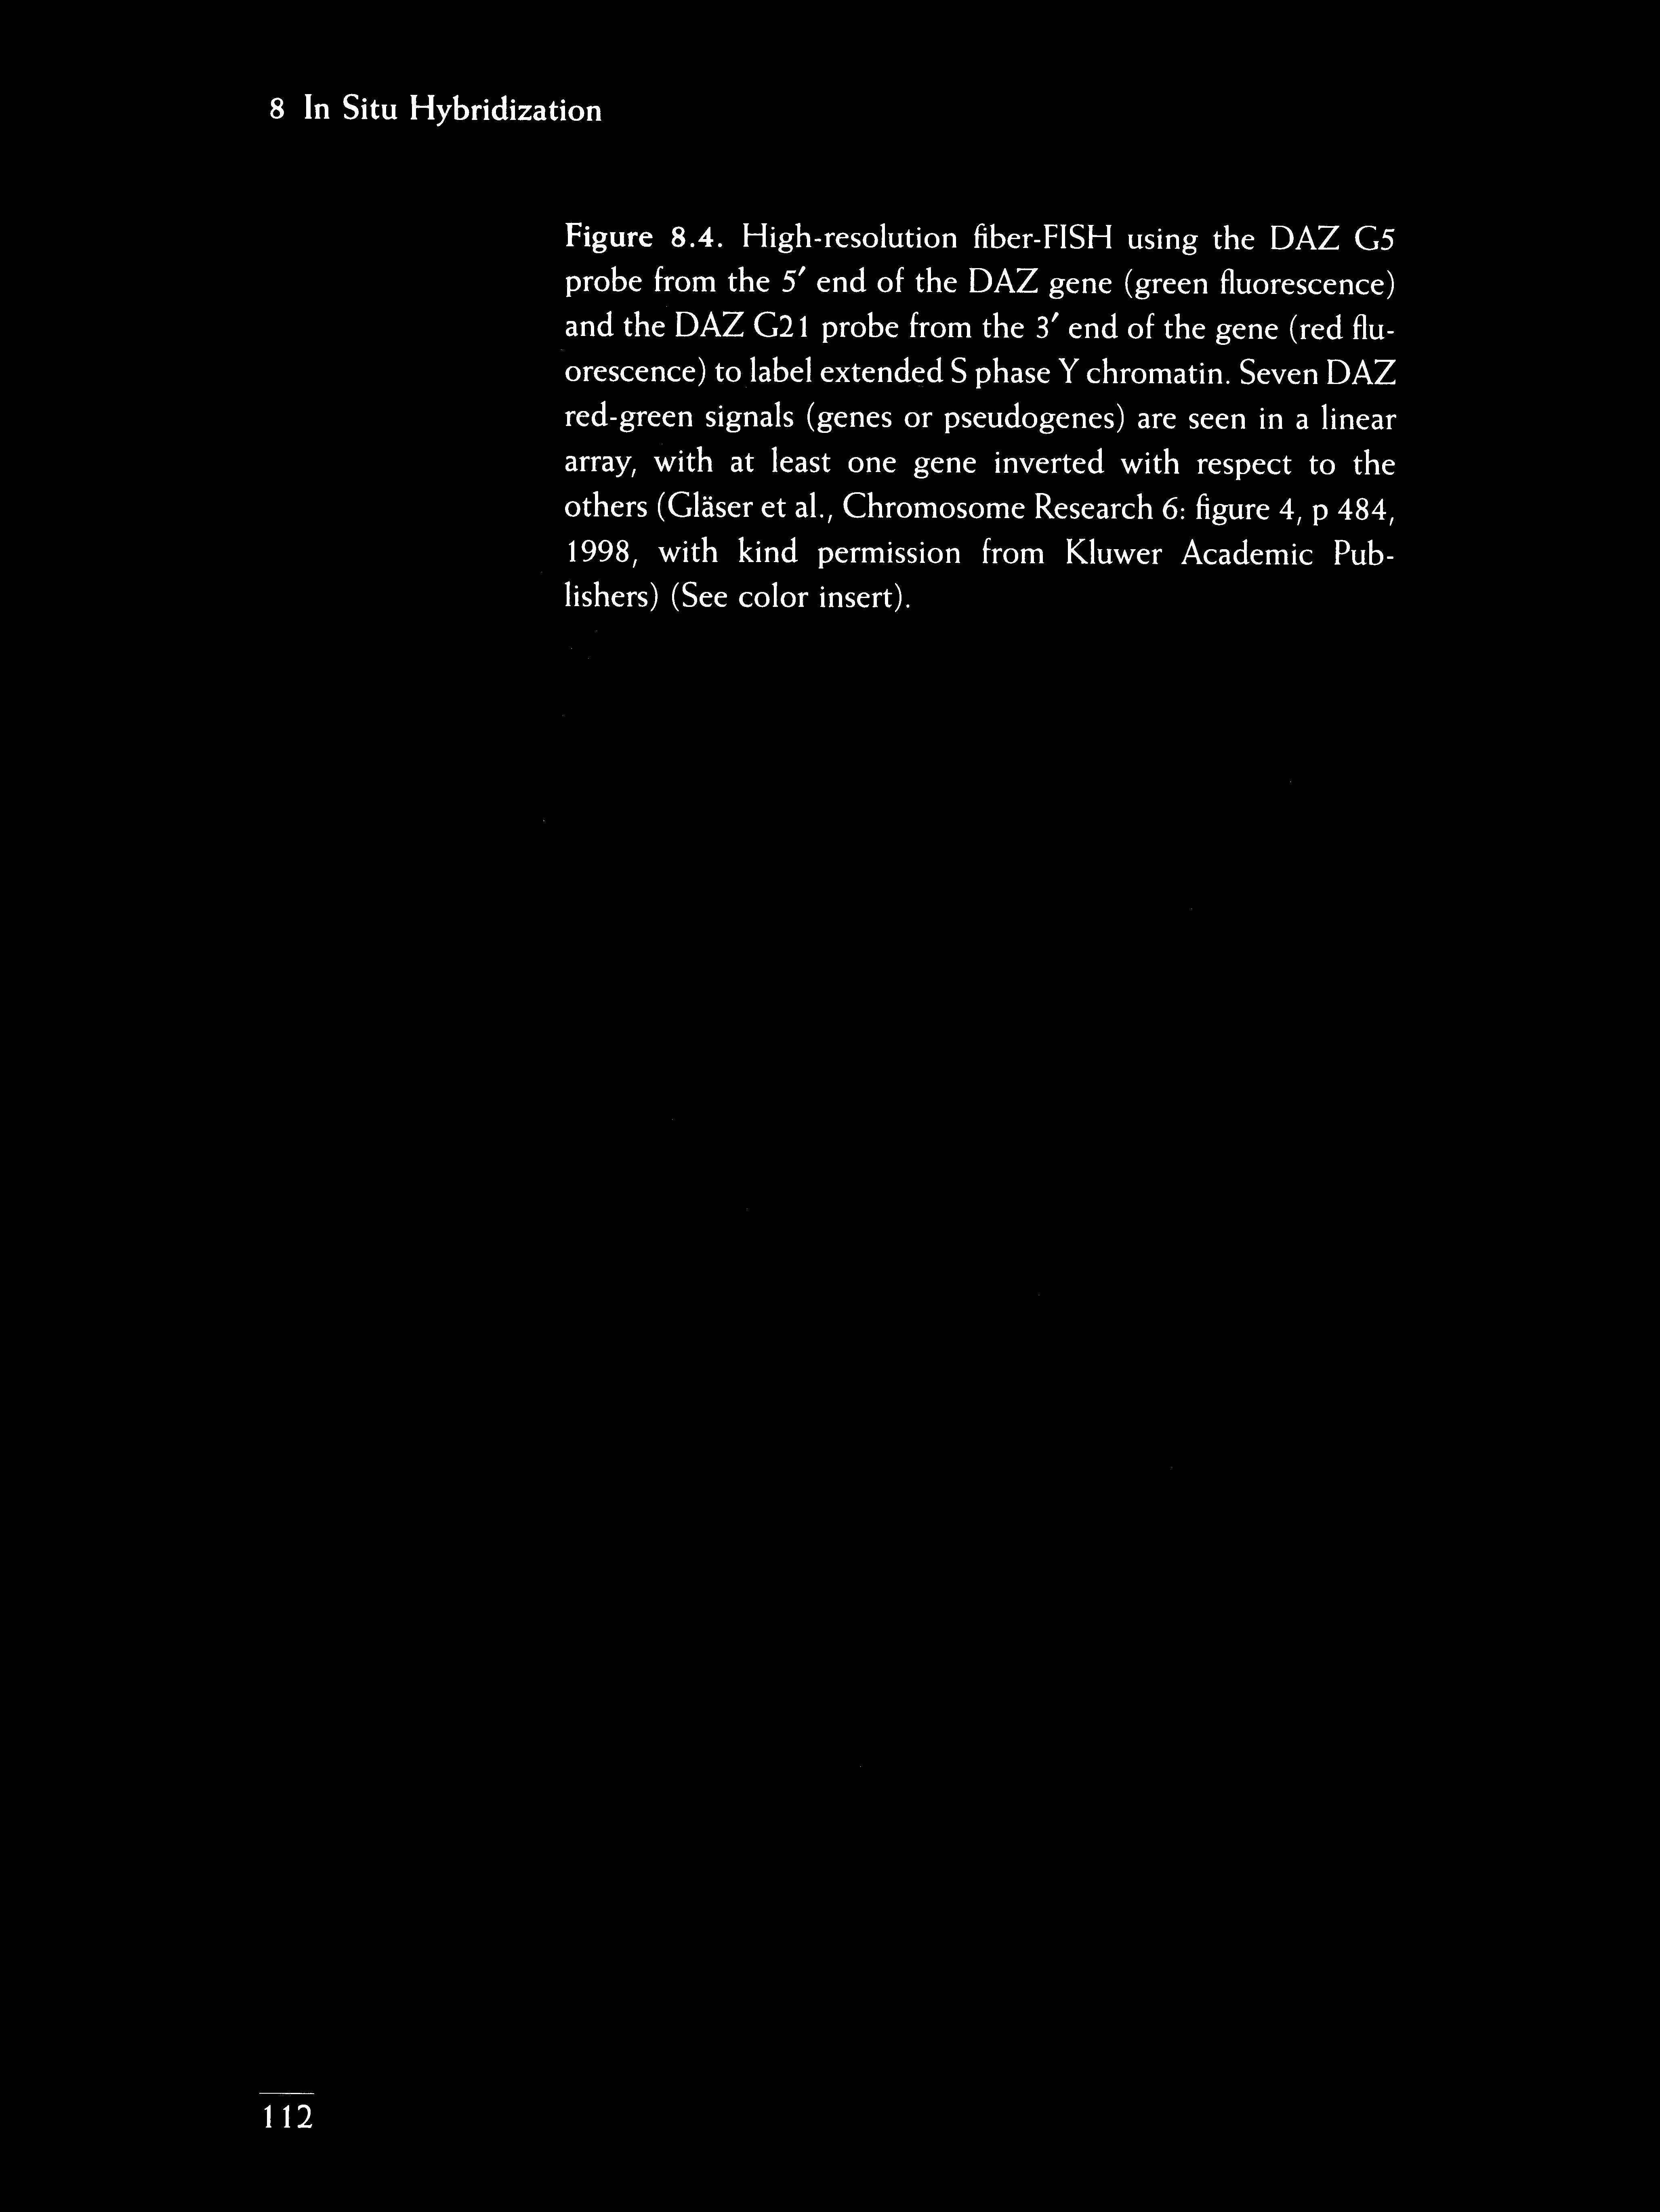 8 In Situ Hybridization
Figure 8.4. High-resolution fiber-FISH using the DAZ G5
probe from the 5′ end of the DAZ gene (green fluorescence)
and the DAZ G21 probe from the 3′ end of the gene (red flu-
orescence) to label extended S phase Y chromatin. Seven DAZ
red-green signals (genes or pseudogenes) are seen in a linear
array, with at least one gene inverted with respect to the
others (Gläser et al., Chromosome Research 6: figure 4, p 484,
1998, with kind permission from Kluwer Academic Pub-
lishers) (See color insert).
112